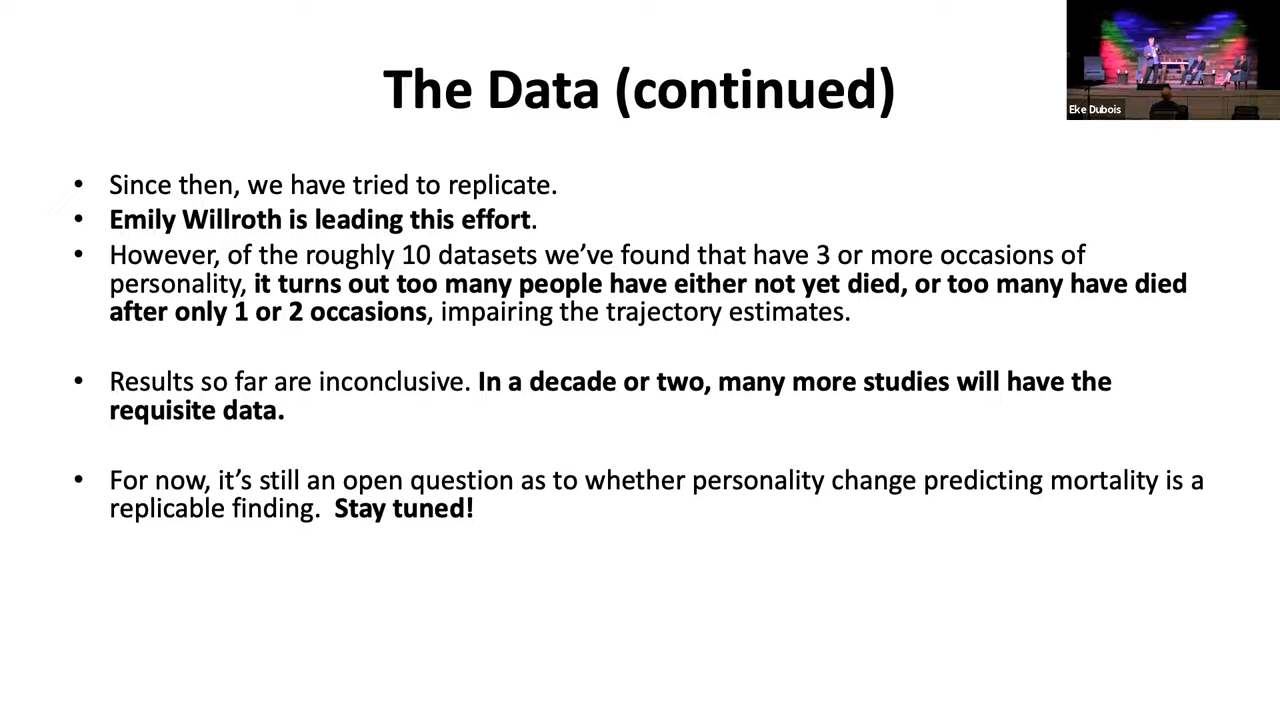 The Data (continued)
Eke Dubois
• Since then, we have tried to replicate.
• Emily Willroth is leading this effort.
• However, of the roughly 10 datasets we’ve found that have 3 or more occasions of
personality, it turns out too many people have either not yet died, or too many have died
after only 1 or 2 occasions, impairing the trajectory estimates.
• Results so far are inconclusive. In a decade or two, many more studies will have the
requisite data.
• For now, it’s still an open question as to whether personality change predicting mortality is a
replicable finding.  Stay tuned!